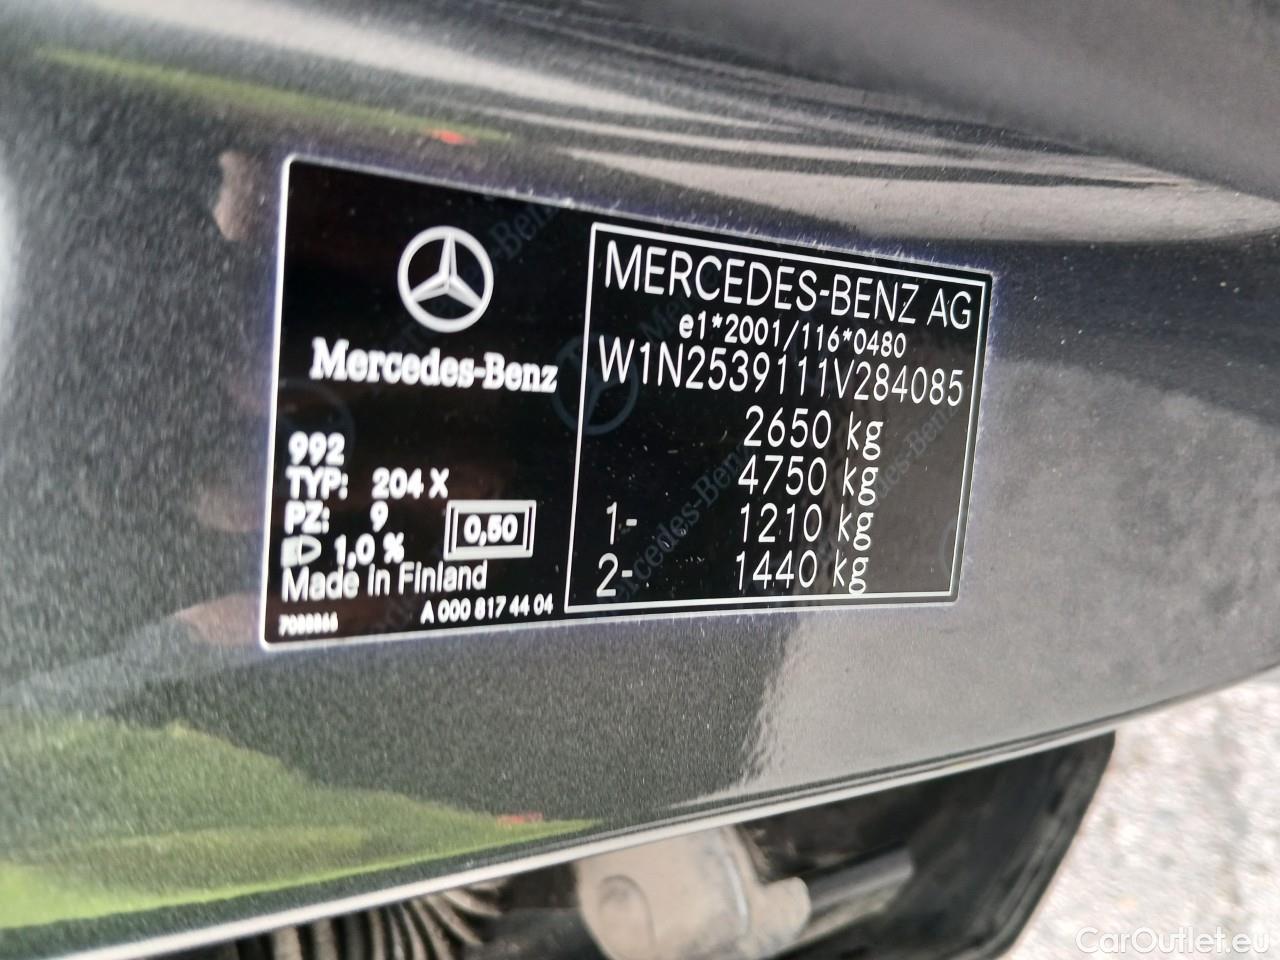 Mercedes-Benz
992
TYP: 204 X
PZ: 9
1,0 %
0,50
Made in Finland
A 000 817 44 04
MERCEDES-BENZ AG
e1*2001/116*0480
W1N2539111V284085
2650 kg
4750 kg
1- 1210 kg
2- 1440 kg
CarOutlet.eu